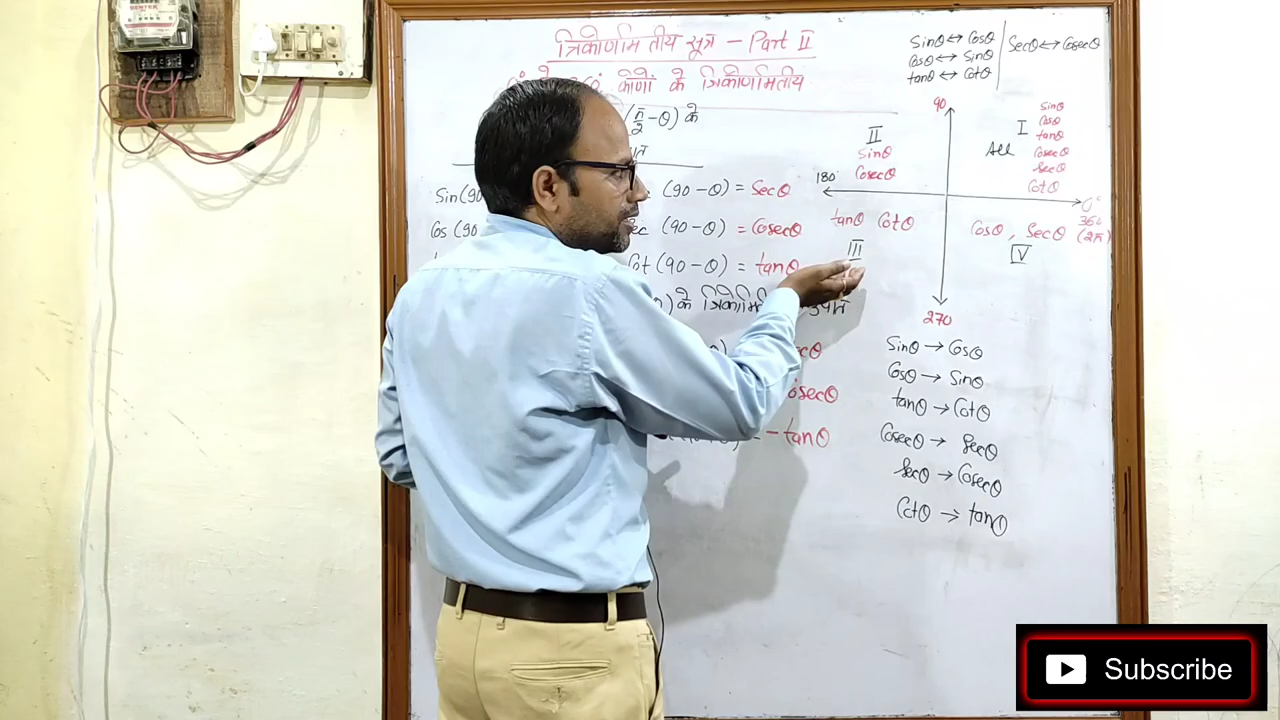 त्रिकोणमितीय सूत्र – Part II
कोणों के त्रिकोणमितीय
(π/2 – θ) के
Sin(90
(90 – θ) = Secθ
Cos (90
(90 – θ) = Cosecθ
Cot (90 – θ) = tanθ
) के
– tanθ
Sinθ ↔ Cosθ
Cosθ ↔ Sinθ
tanθ ↔ Cotθ
Secθ ↔ Cosecθ
90
II
Sinθ
Cosecθ
180
I
All
Sinθ
Cosθ
tanθ
Cosecθ
Secθ
Cotθ
0°
360
(2π)
tanθ Cotθ
III
Cosθ , Secθ
IV
270
Sinθ → Cosθ
Cosθ → Sinθ
tanθ → Cotθ
Cosecθ → Secθ
Secθ → Cosecθ
Cotθ → tanθ
Subscribe